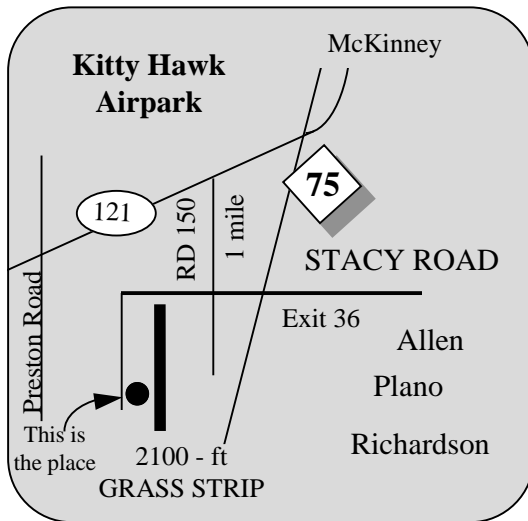 McKinney
Kitty Hawk
Airpark
75
121
RD 150
1 mile
STACY ROAD
Preston Road
Exit 36
Allen
Plano
This is
the place
Richardson
2100 - ft
GRASS STRIP